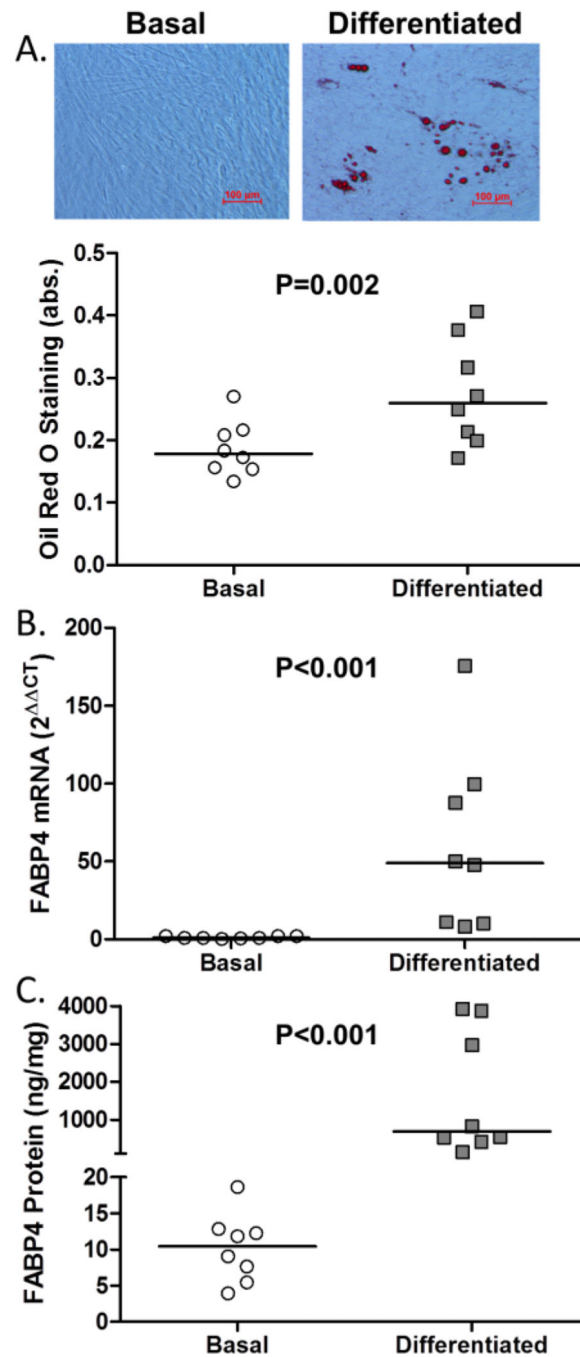 Basal Differentiated
A.
100 µm 100 µm
0.5
P=0.002
0.4
0.3
0.2
0.1
0.0
Oil Red O Staining (abs.)
Basal Differentiated
B.
200
P<0.001
150
100
50
0
FABP4 mRNA (2^ΔΔCT)
Basal Differentiated
C.
4000
P<0.001
3000
2000
1000
20
15
10
5
0
FABP4 Protein (ng/mg)
Basal Differentiated